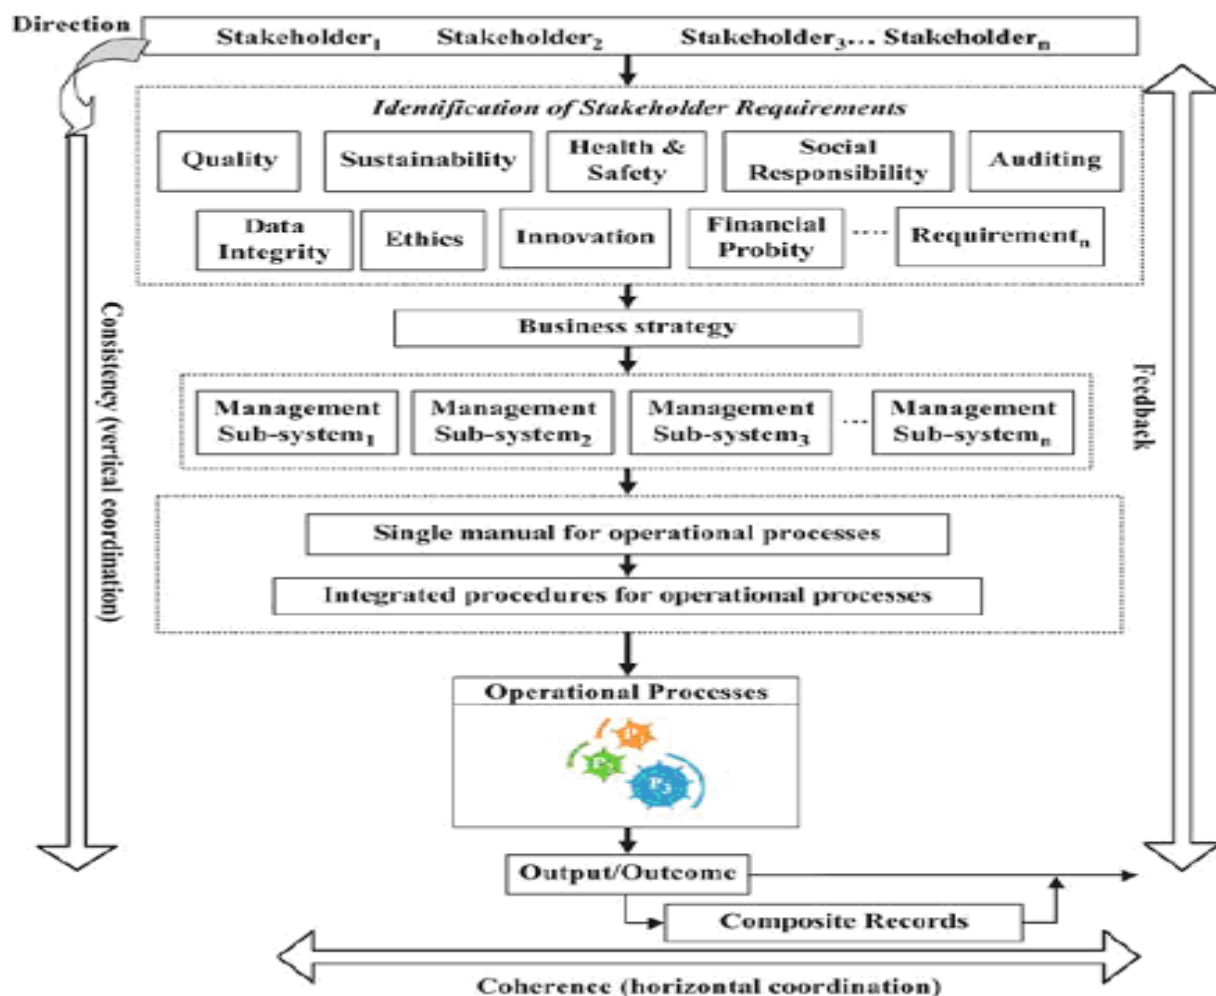 Direction
Stakeholder1 Stakeholder2 Stakeholder3... Stakeholdern
Identification of Stakeholder Requirements
Quality
Sustainability
Health &
Safety
Social
Responsibility
Auditing
Data
Integrity
Ethics
Innovation
Financial
Probity
....
Requirementn
Business strategy
Management
Sub-system1
Management
Sub-system2
Management
Sub-system3
....
Management
Sub-systemn
Single manual for operational processes
Integrated procedures for operational processes
Operational Processes
P1
P2
P3
Output/Outcome
Composite Records
Consistency (vertical coordination)
Feedback
Coherence (horizontal coordination)